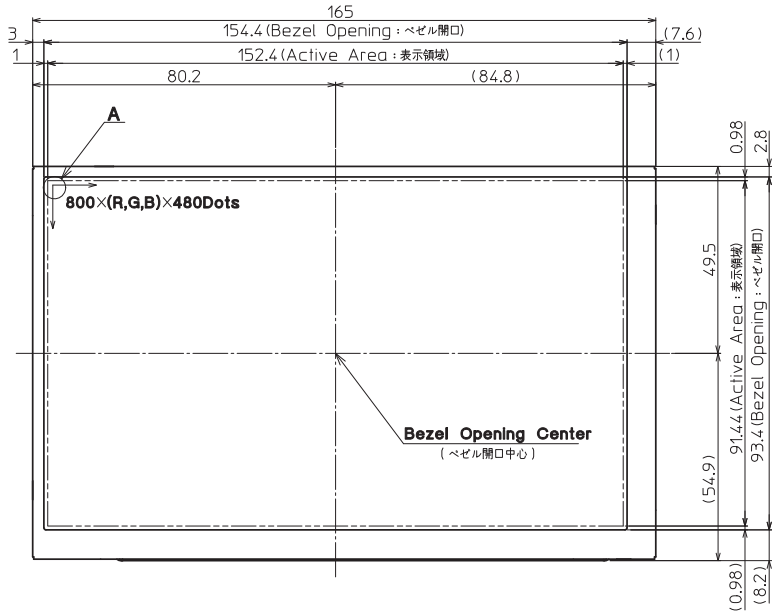 165
3
154.4(Bezel Opening : ベゼル開口)
(7.6)
1
152.4(Active Area : 表示領域)
(1)
80.2
(84.8)
A
0.98
2.8
800×(R,G,B)×480Dots
49.5
91.44(Active Area : 表示領域)
93.4(Bezel Opening : ベゼル開口)
Bezel Opening Center
( ベゼル開口中心 )
(54.9)
(0.98)
(8.2)